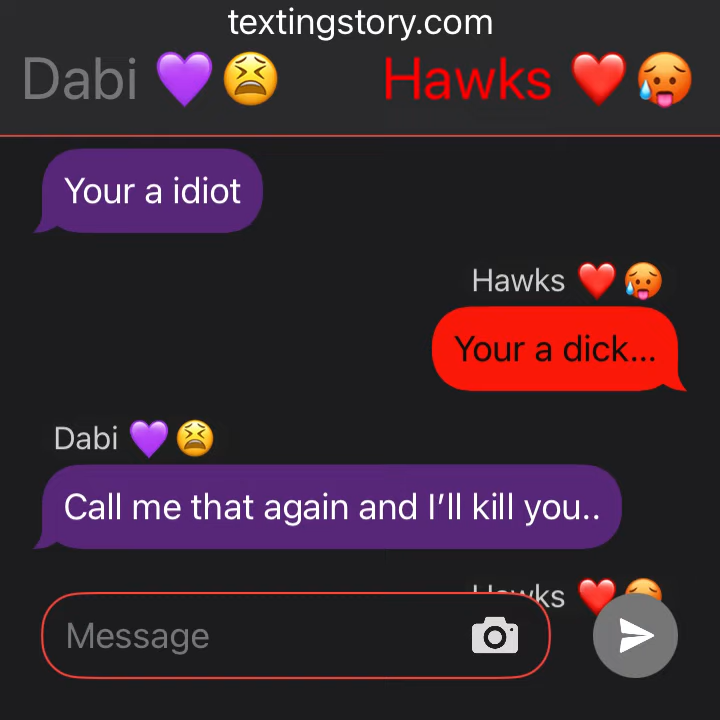 textingstory.com
Dabi 💜😫 Hawks ❤️🥵
Your a idiot
Hawks ❤️🥵
Your a dick...
Dabi 💜😫
Call me that again and I’ll kill you..
Hawks ❤️🥵
Message